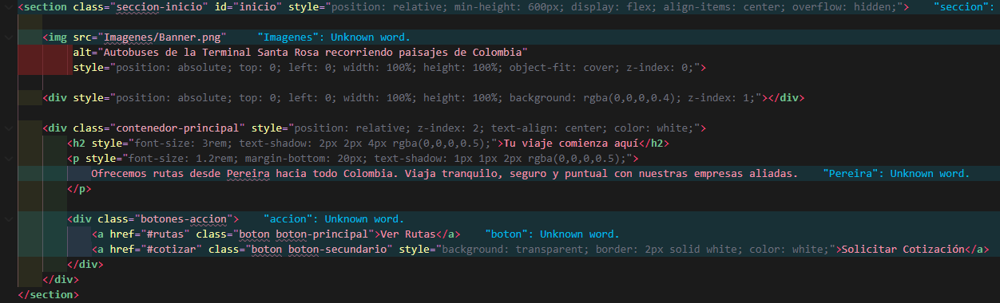 <section class="seccion-inicio" id="inicio" style="position: relative; min-height: 600px; display: flex; align-items: center; overflow: hidden;">    "seccion":
<img src="Imagenes/Banner.png"    "Imagenes": Unknown word.
alt="Autobuses de la Terminal Santa Rosa recorriendo paisajes de Colombia"
style="position: absolute; top: 0; left: 0; width: 100%; height: 100%; object-fit: cover; z-index: 0;">
<div style="position: absolute; top: 0; left: 0; width: 100%; height: 100%; background: rgba(0,0,0,0.4); z-index: 1;"></div>
<div class="contenedor-principal" style="position: relative; z-index: 2; text-align: center; color: white;">
<h2 style="font-size: 3rem; text-shadow: 2px 2px 4px rgba(0,0,0,0.5);">Tu viaje comienza aquí</h2>
<p style="font-size: 1.2rem; margin-bottom: 20px; text-shadow: 1px 1px 2px rgba(0,0,0,0.5);">
Ofrecemos rutas desde Pereira hacia todo Colombia. Viaja tranquilo, seguro y puntual con nuestras empresas aliadas.    "Pereira": Unknown word.
</p>
<div class="botones-accion">    "accion": Unknown word.
<a href="#rutas" class="boton boton-principal">Ver Rutas</a>    "boton": Unknown word.
<a href="#cotizar" class="boton boton-secundario" style="background: transparent; border: 2px solid white; color: white;">Solicitar Cotización</a>
</div>
</div>
</section>